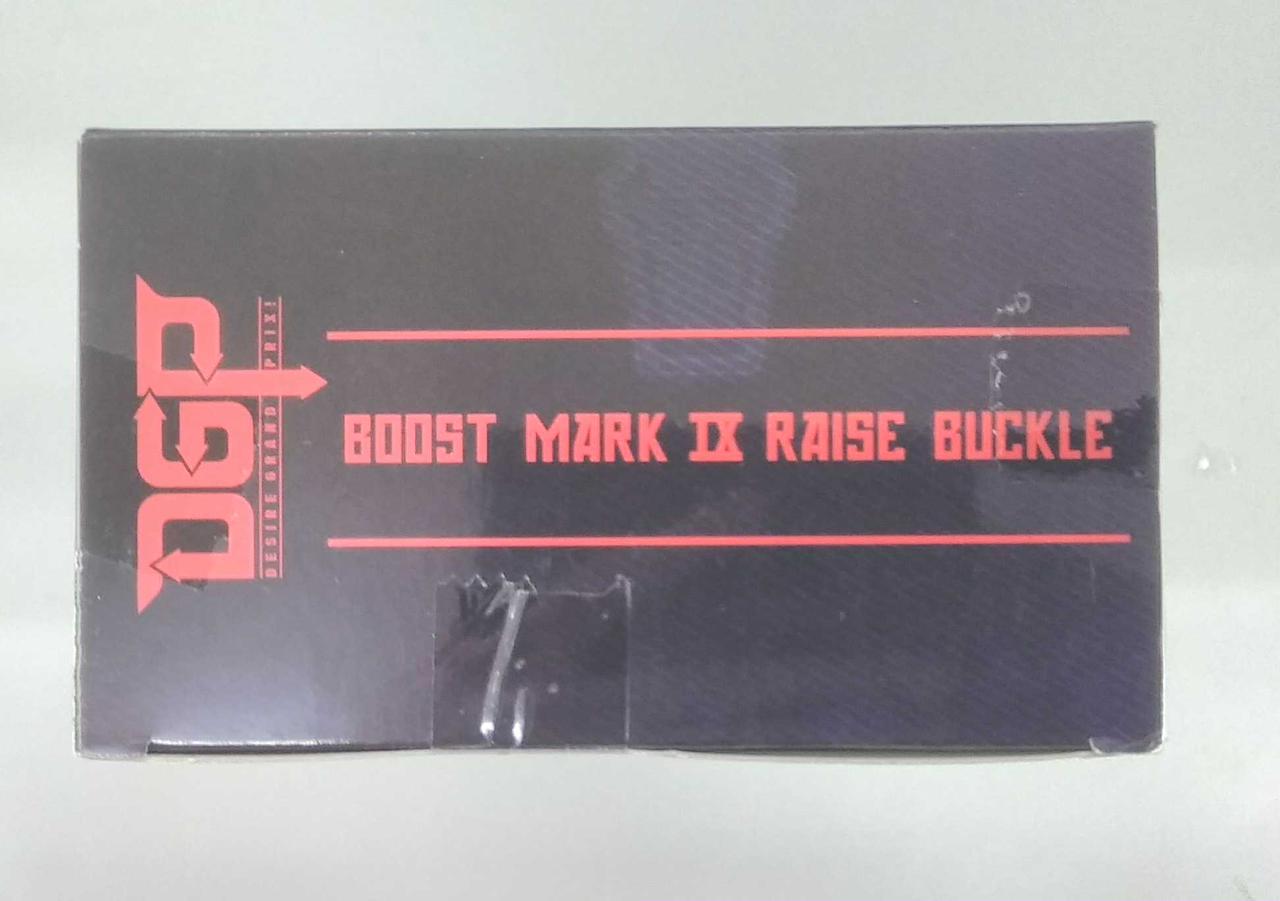 DGP
DESIRE GRAND PRIX!
BOOST MARK IX RAISE BUCKLE